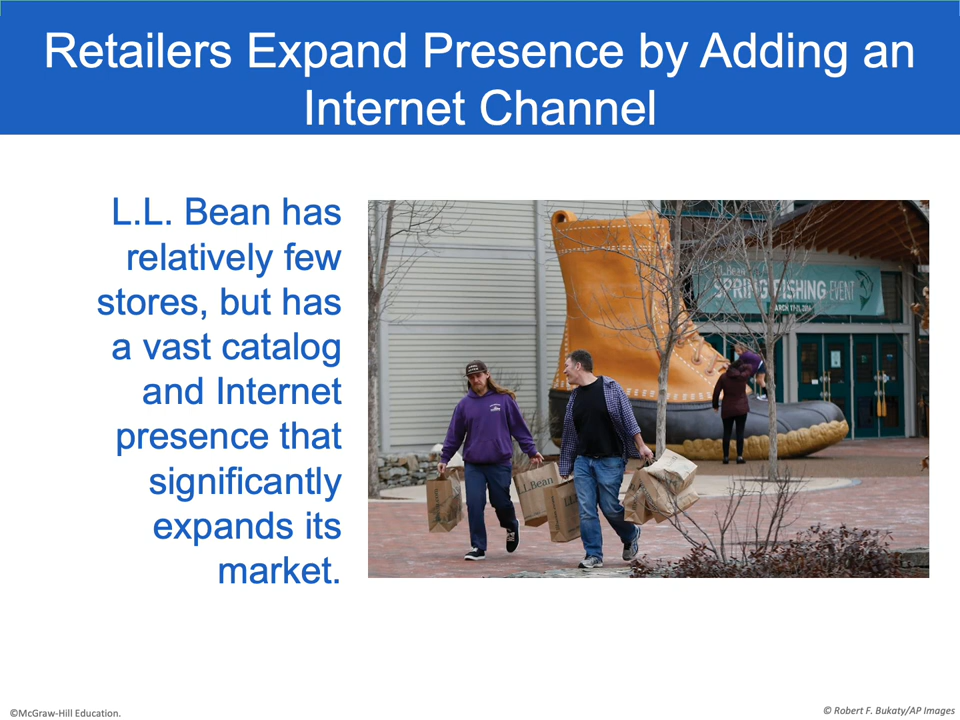 Retailers Expand Presence by Adding an
Internet Channel
L.L. Bean has
relatively few
stores, but has
a vast catalog
and Internet
presence that
significantly
expands its
market.
L.L.Bean
SPRING FISHING EVENT
L.L.Bean
©McGraw-Hill Education.
© Robert F. Bukaty/AP Images